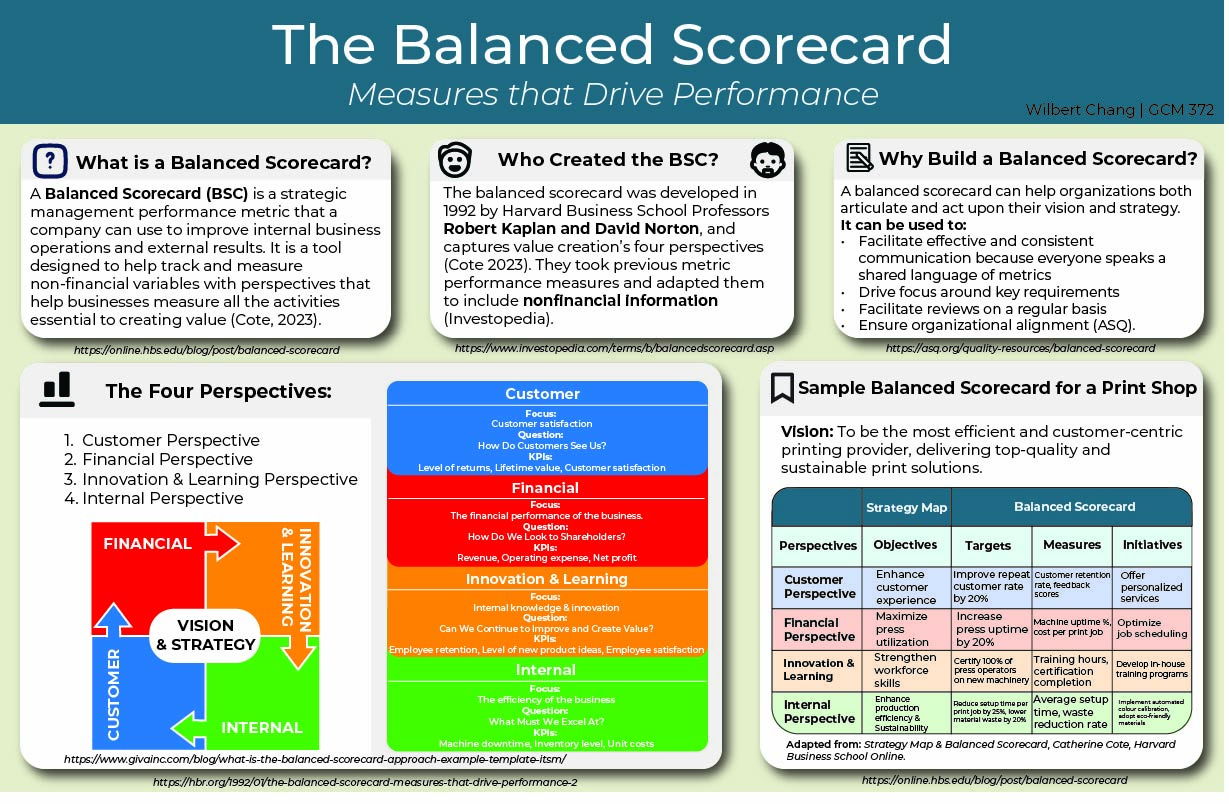 The Balanced Scorecard
Measures that Drive Performance
Wilbert Chang | GCM 372
What is a Balanced Scorecard?
A Balanced Scorecard (BSC) is a strategic
management performance metric that a
company can use to improve internal business
operations and external results. It is a tool
designed to help track and measure
non-financial variables with perspectives that
help businesses measure all the activities
essential to creating value (Cote, 2023).
https://online.hbs.edu/blog/post/balanced-scorecard
Who Created the BSC?
The balanced scorecard was developed in
1992 by Harvard Business School Professors
Robert Kaplan and David Norton, and
captures value creation's four perspectives
(Cote 2023). They took previous metric
performance measures and adapted them
to include nonfinancial information
(Investopedia).
https://www.investopedia.com/terms/b/balancedscorecard.asp
Why Build a Balanced Scorecard?
A balanced scorecard can help organizations both
articulate and act upon their vision and strategy.
It can be used to:
• Facilitate effective and consistent
communication because everyone speaks a
shared language of metrics
• Drive focus around key requirements
• Facilitate reviews on a regular basis
• Ensure organizational alignment (ASQ).
https://asq.org/quality-resources/balanced-scorecard
The Four Perspectives:
1. Customer Perspective
2. Financial Perspective
3. Innovation & Learning Perspective
4. Internal Perspective
FINANCIAL
INNOVATION
& LEARNING
VISION
& STRATEGY
CUSTOMER
INTERNAL
https://www.givainc.com/blog/what-is-the-balanced-scorecard-approach-example-template-itsm/
Customer
Focus:
Customer satisfaction
Question:
How Do Customers See Us?
KPIs:
Level of returns, Lifetime value, Customer satisfaction
Financial
Focus:
The financial performance of the business.
Question:
How Do We Look to Shareholders?
KPIs:
Revenue, Operating expense, Net profit
Innovation & Learning
Focus:
Internal knowledge & innovation
Question:
Can We Continue to improve and Create Value?
KPIs:
Employee retention, Level of new product ideas, Employee satisfaction
Internal
Focus:
The efficiency of the business
Question:
What Must We Excel At?
KPIs:
Machine downtime, Inventory level, Unit costs
https://hbr.org/1992/01/the-balanced-scorecard-measures-that-drive-performance-2
Sample Balanced Scorecard for a Print Shop
Vision: To be the most efficient and customer-centric
printing provider, delivering top-quality and
sustainable print solutions.
Strategy Map Balanced Scorecard
Perspectives Objectives Targets Measures Initiatives
Customer
Perspective
Enhance
customer
experience
Improve repeat
customer rate
by 20%
Customer retention
rate, feedback
scores
Offer
personalized
services
Financial
Perspective
Maximize
press
utilization
Increase
press uptime
by 20%
Machine uptime %,
cost per print job
Optimize
job scheduling
Innovation &
Learning
Strengthen
workforce
skills
Certify 100% of
press operators
on new machinery
Training hours,
certification
completion
Develop in-house
training programs
Internal
Perspective
Enhance
production
efficiency &
Sustainability
Reduce setup time per
print job by 25%, lower
material waste by 20%
Average setup
time, waste
reduction rate
Implement automated
colour calibration,
adopt eco-friendly
materials
Adapted from: Strategy Map & Balanced Scorecard, Catherine Cote, Harvard
Business School Online.
https://online.hbs.edu/blog/post/balanced-scorecard